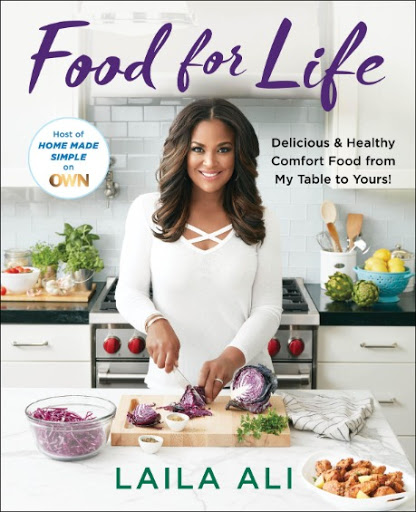 Food for Life
Host of
HOME MADE
SIMPLE
on
OWN
Delicious & Healthy
Comfort Food from
My Table to Yours!
LAILA ALI